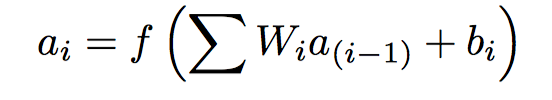 a_i = f\left(\sum W_i a_{(i-1)} + b_i\right)